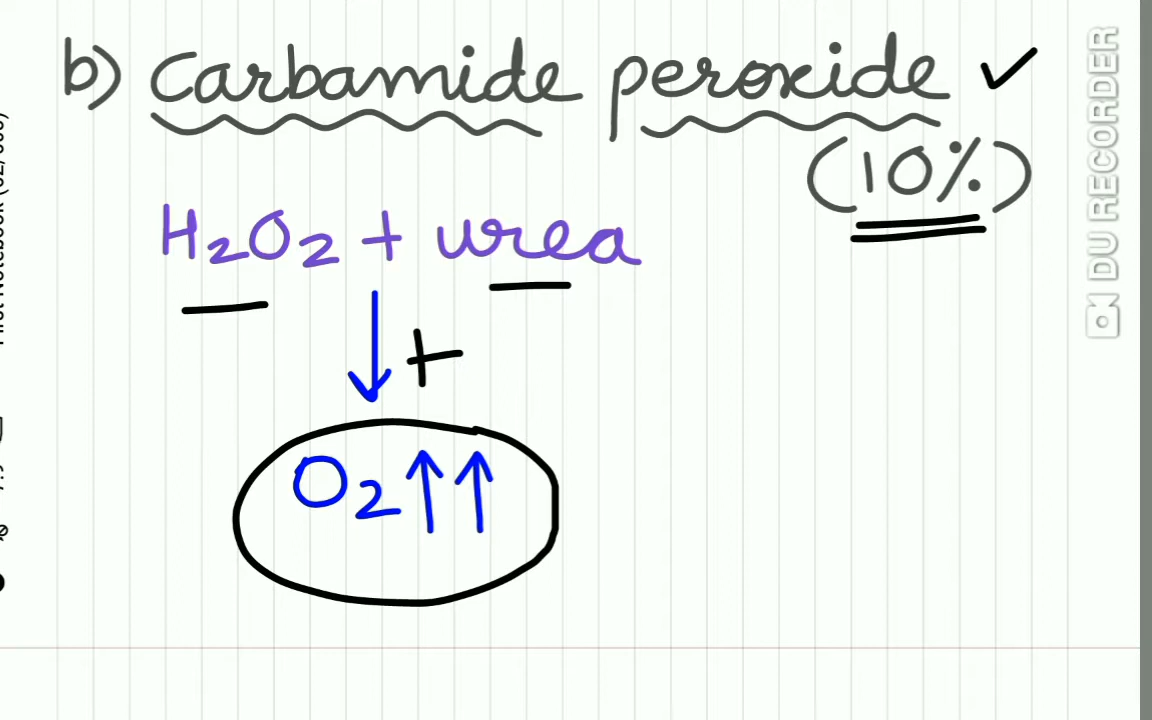 b) Carbamide peroxide ✓
(10%)
H₂O₂ + urea
↓ +
O₂ ↑↑
DU RECORDER